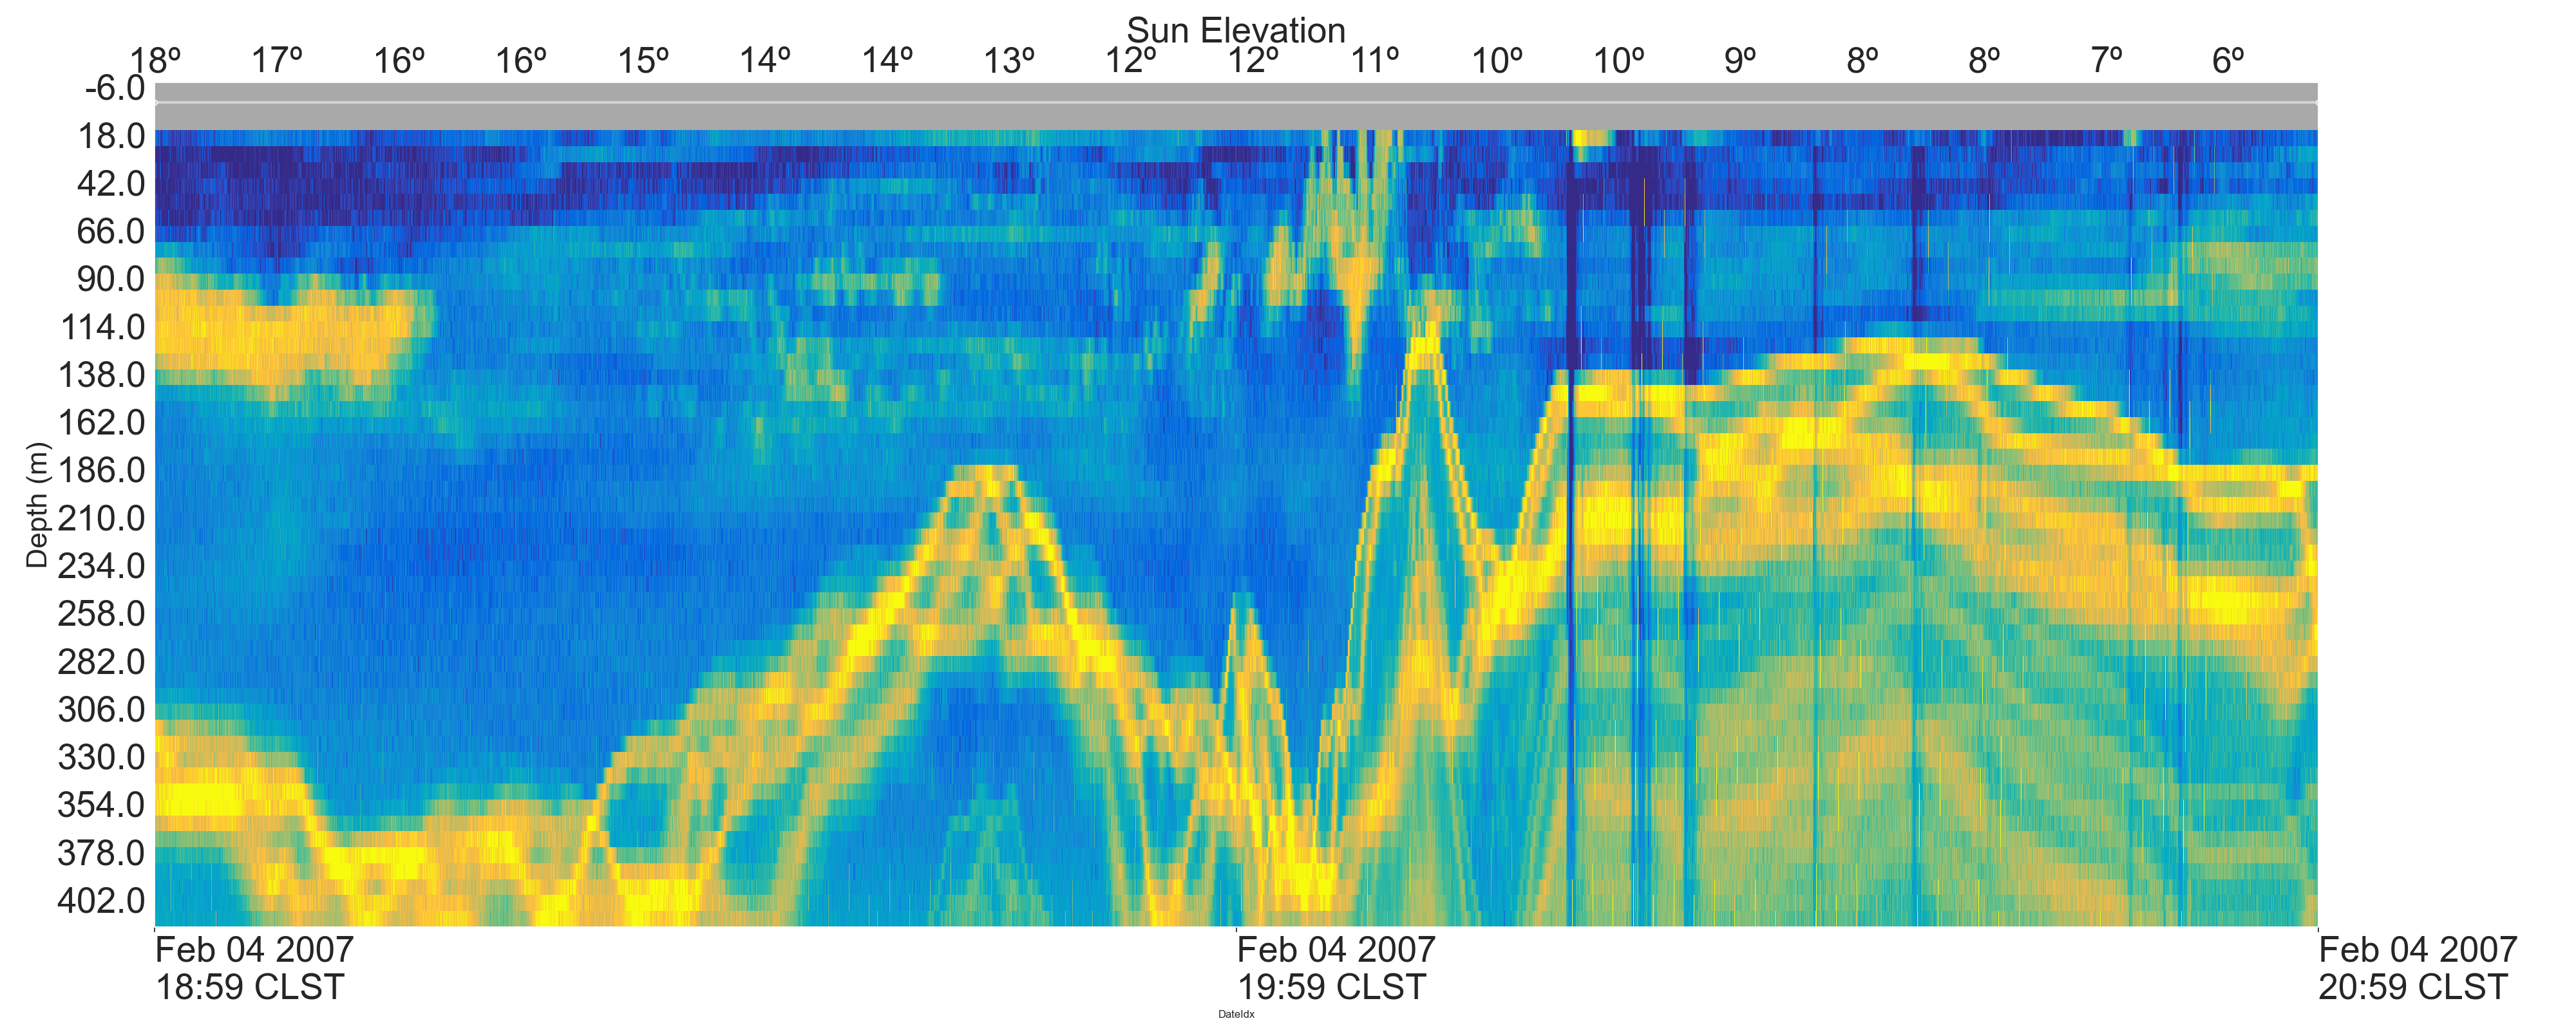 Sun Elevation
18º 17º 16º 16º 15º 14º 14º 13º 12º 12º 11º 10º 10º 9º 8º 8º 7º 6º
-6.0
18.0
42.0
66.0
90.0
114.0
138.0
162.0
186.0
210.0
234.0
258.0
282.0
306.0
330.0
354.0
378.0
402.0
Depth (m)
Feb 04 2007
18:59 CLST
Feb 04 2007
19:59 CLST
Feb 04 2007
20:59 CLST
DateIdx